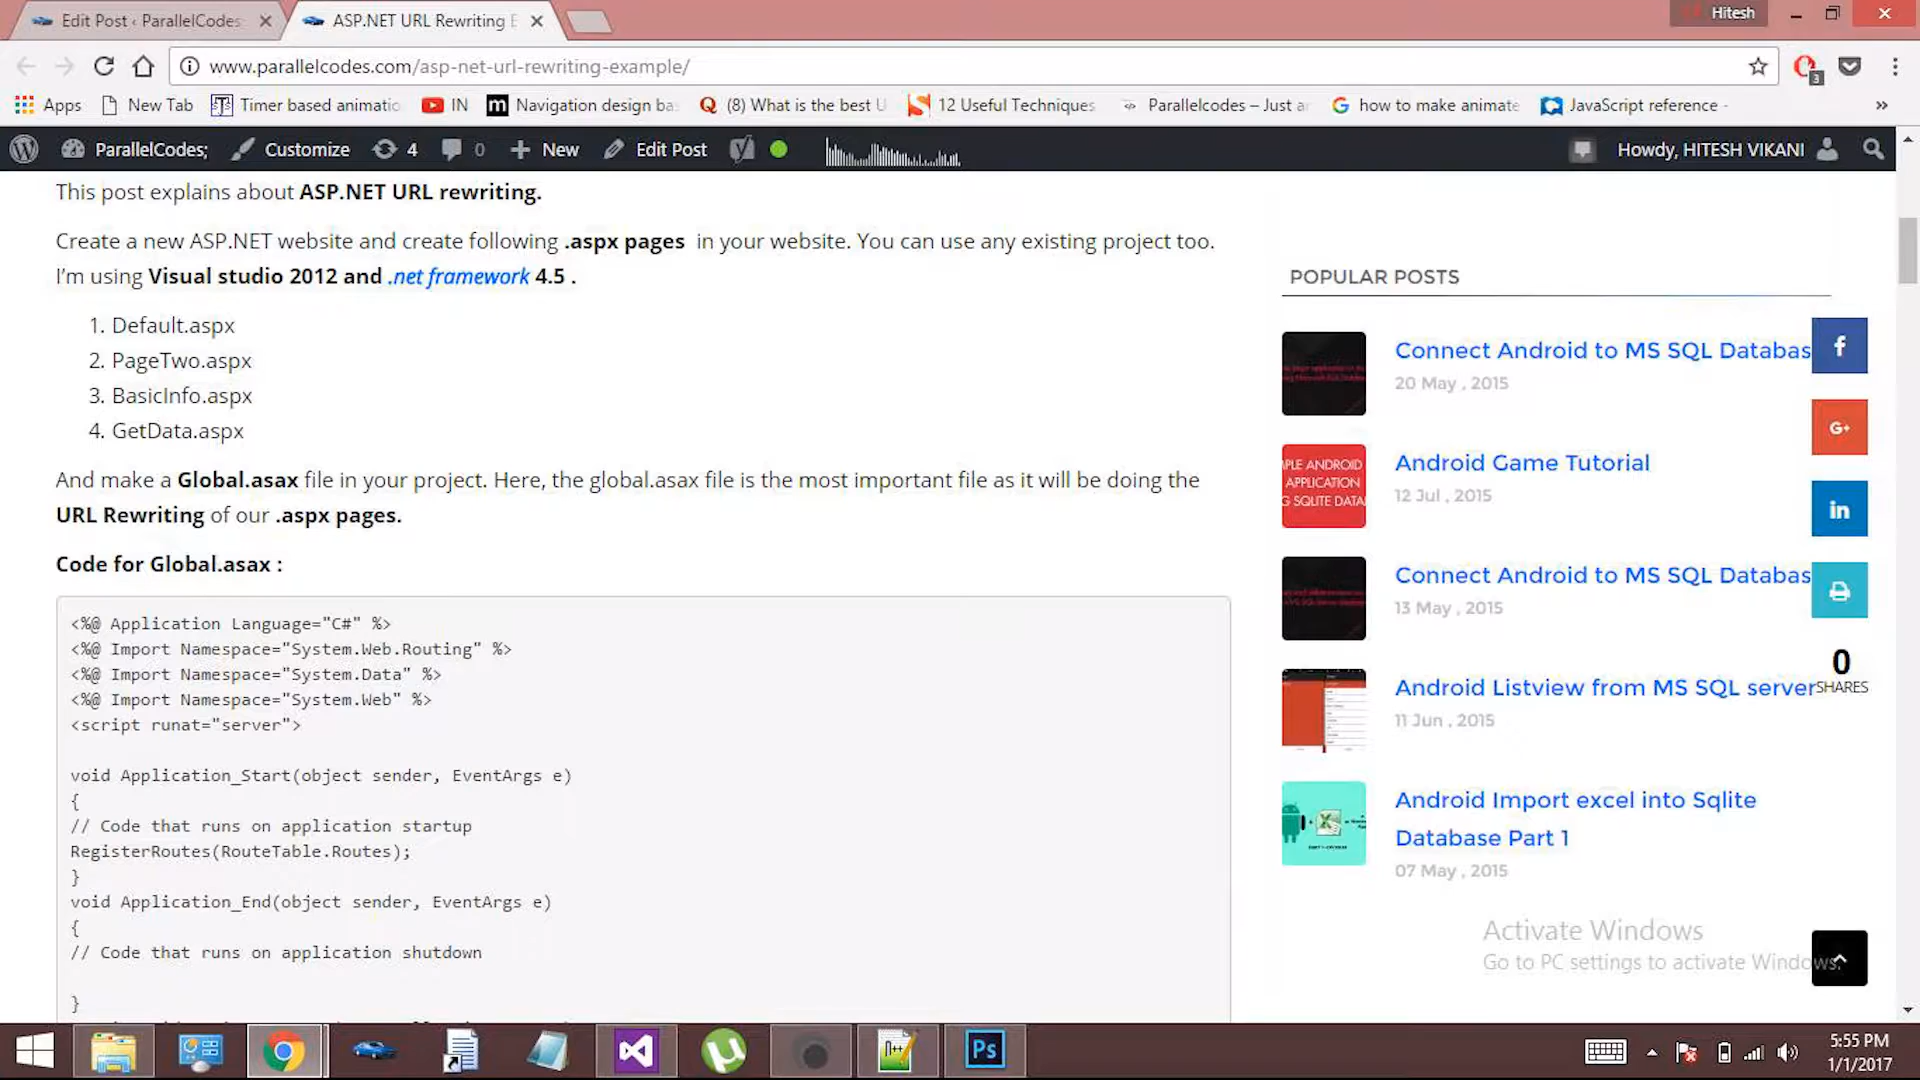 Edit Post ‹ ParallelCodes
ASP.NET URL Rewriting E
Hitesh
www.parallelcodes.com/asp-net-url-rewriting-example/
3
Apps
New Tab
Timer based animatio
IN
Navigation design ba
(8) What is the best U
12 Useful Techniques
Parallelcodes – Just a
how to make animate
JavaScript reference -
»
ParallelCodes;
Customize
4
0
New
Edit Post
Howdy, HITESH VIKANI
This post explains about ASP.NET URL rewriting.
Create a new ASP.NET website and create following .aspx pages in your website. You can use any existing project too.
I’m using Visual studio 2012 and .net framework 4.5 .
1. Default.aspx
2. PageTwo.aspx
3. BasicInfo.aspx
4. GetData.aspx
And make a Global.asax file in your project. Here, the global.asax file is the most important file as it will be doing the
URL Rewriting of our .aspx pages.
Code for Global.asax :
<%@ Application Language="C#" %>
<%@ Import Namespace="System.Web.Routing" %>
<%@ Import Namespace="System.Data" %>
<%@ Import Namespace="System.Web" %>
<script runat="server">
void Application_Start(object sender, EventArgs e)
{
// Code that runs on application startup
RegisterRoutes(RouteTable.Routes);
}
void Application_End(object sender, EventArgs e)
{
// Code that runs on application shutdown
}
POPULAR POSTS
Connect Android to MS SQL Databas
20 May , 2015
PLE ANDROID
APPLICATION
G SQLITE DATA
Android Game Tutorial
12 Jul , 2015
Connect Android to MS SQL Databas
13 May , 2015
Android Listview from MS SQL server
11 Jun , 2015
Android Import excel into Sqlite
Database Part 1
07 May , 2015
f
G+
in
0
SHARES
Activate Windows
Go to PC settings to activate Windows.
N++
Ps
5:55 PM
1/1/2017